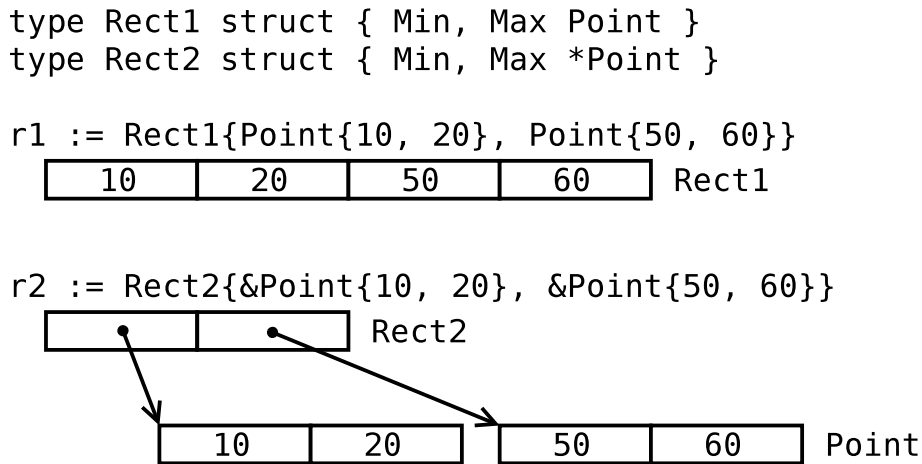 type Rect1 struct { Min, Max Point }
type Rect2 struct { Min, Max *Point }
r1 := Rect1{Point{10, 20}, Point{50, 60}}
10 20 50 60 Rect1
r2 := Rect2{&Point{10, 20}, &Point{50, 60}}
Rect2
10 20 50 60 Point